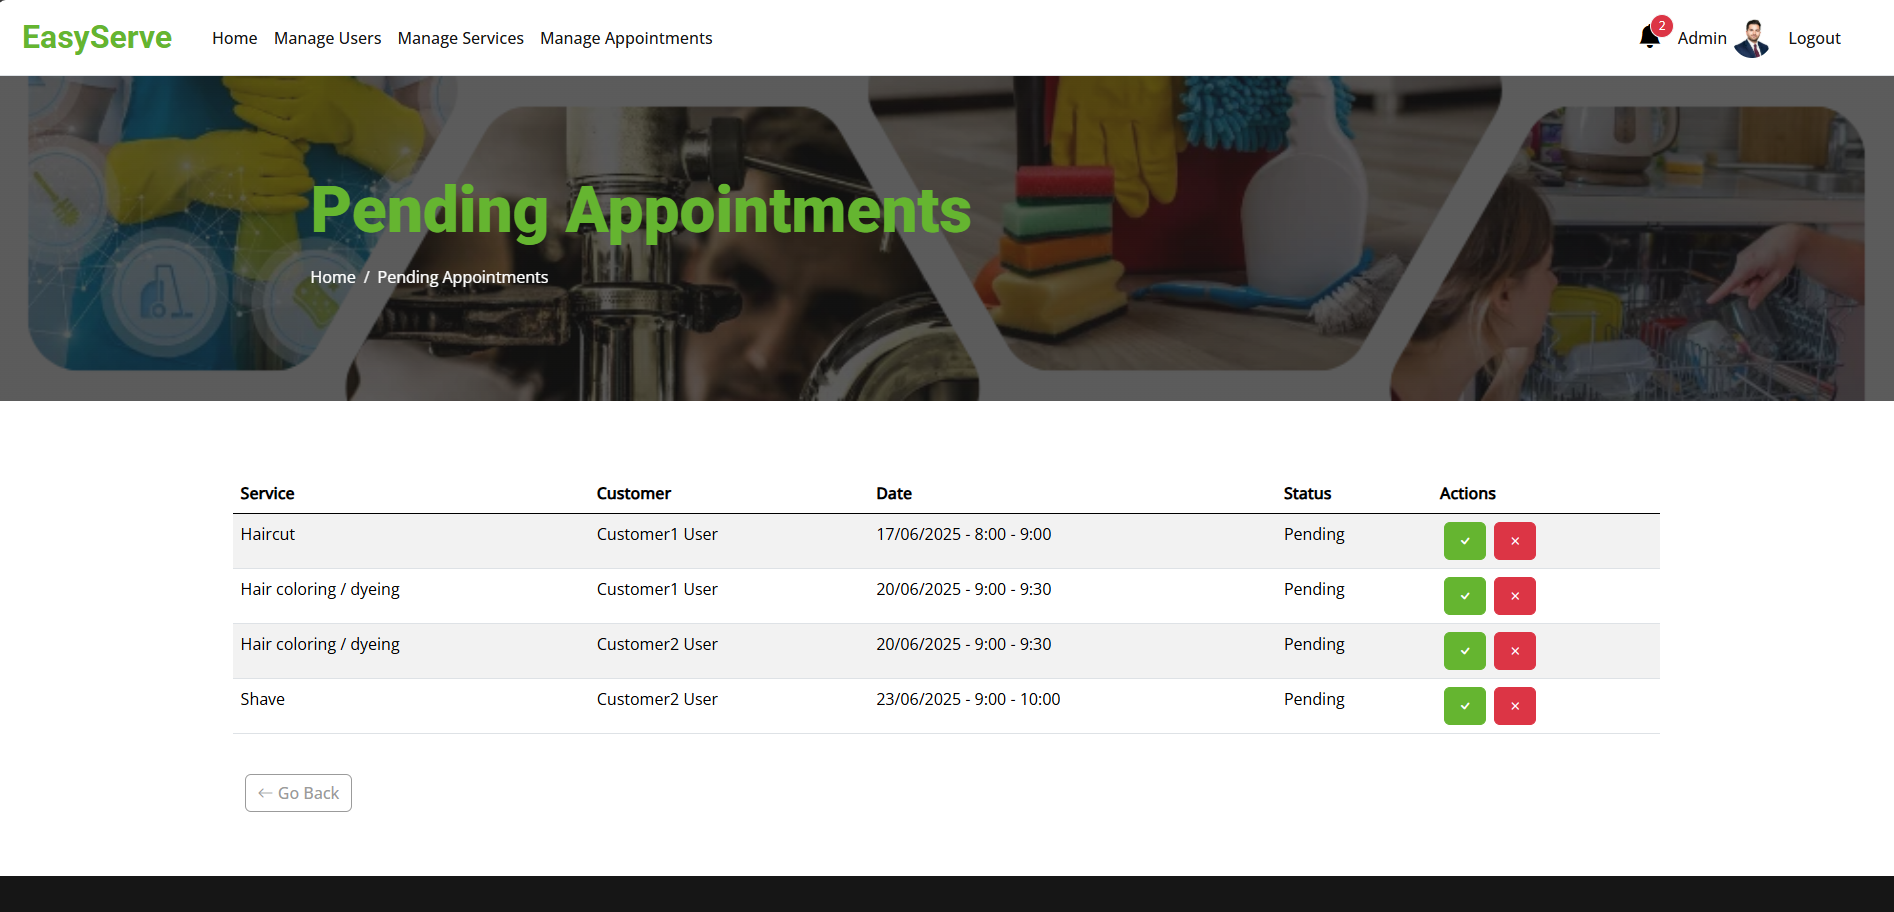 EasyServe Home Manage Users Manage Services Manage Appointments 2 Admin Logout
Pending Appointments
Home / Pending Appointments
Service Customer Date Status Actions
Haircut Customer1 User 17/06/2025 - 8:00 - 9:00 Pending
Hair coloring / dyeing Customer1 User 20/06/2025 - 9:00 - 9:30 Pending
Hair coloring / dyeing Customer2 User 20/06/2025 - 9:00 - 9:30 Pending
Shave Customer2 User 23/06/2025 - 9:00 - 10:00 Pending
← Go Back